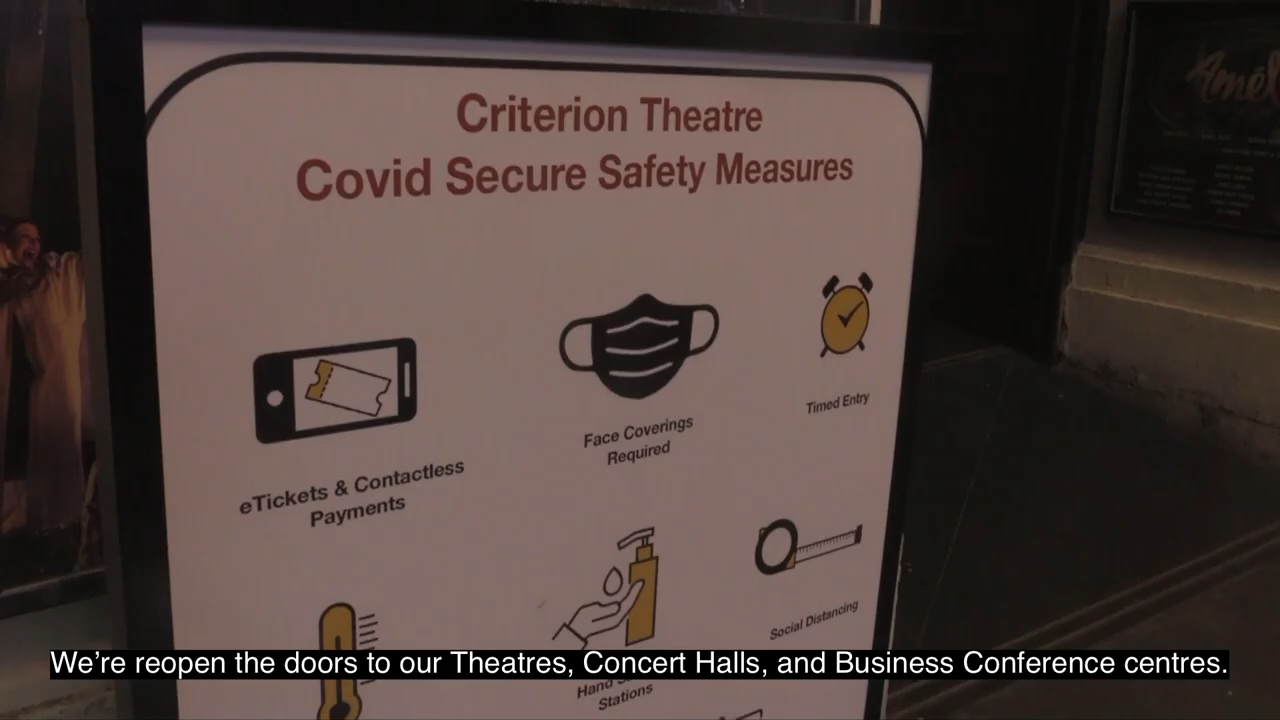 Criterion Theatre
Covid Secure Safety Measures
eTickets & Contactless
Payments
Face Coverings
Required
Timed Entry
Social Distancing
Hand
Stations
We're reopen the doors to our Theatres, Concert Halls, and Business Conference centres.